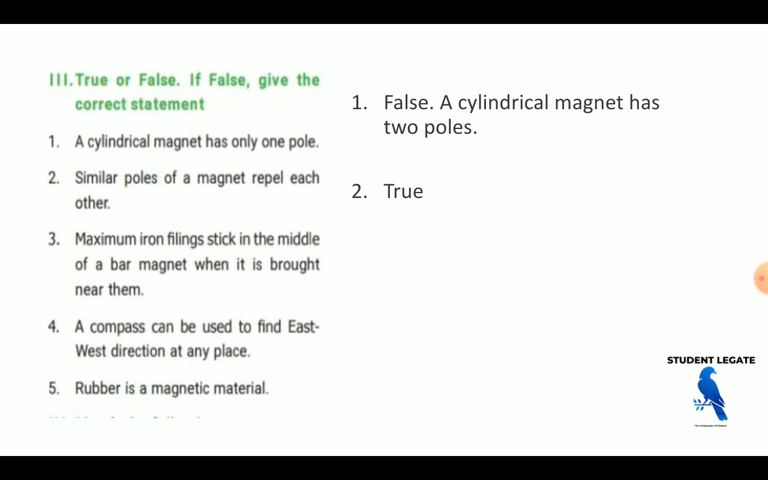 III. True or False. If False, give the
correct statement
1. A cylindrical magnet has only one pole.
2. Similar poles of a magnet repel each
other.
3. Maximum iron filings stick in the middle
of a bar magnet when it is brought
near them.
4. A compass can be used to find East-
West direction at any place.
5. Rubber is a magnetic material.
1. False. A cylindrical magnet has
two poles.
2. True
STUDENT LEGATE